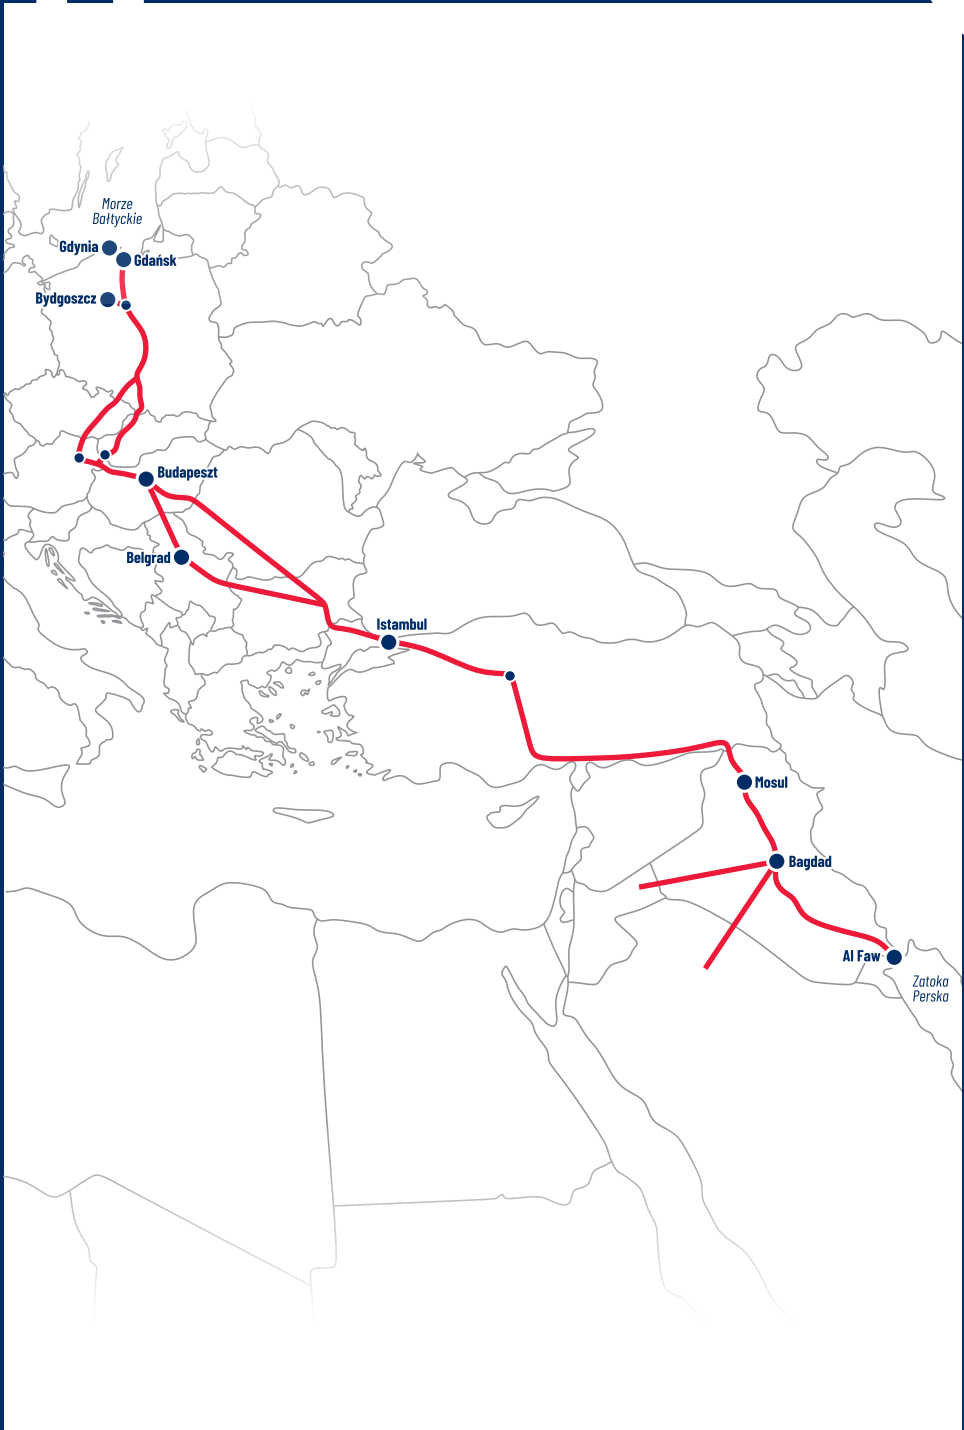 Morze
Bałtyckie
Gdynia
Gdańsk
Bydgoszcz
Budapeszt
Belgrad
Istambul
Mosul
Bagdad
Al Faw
Zatoka
Perska